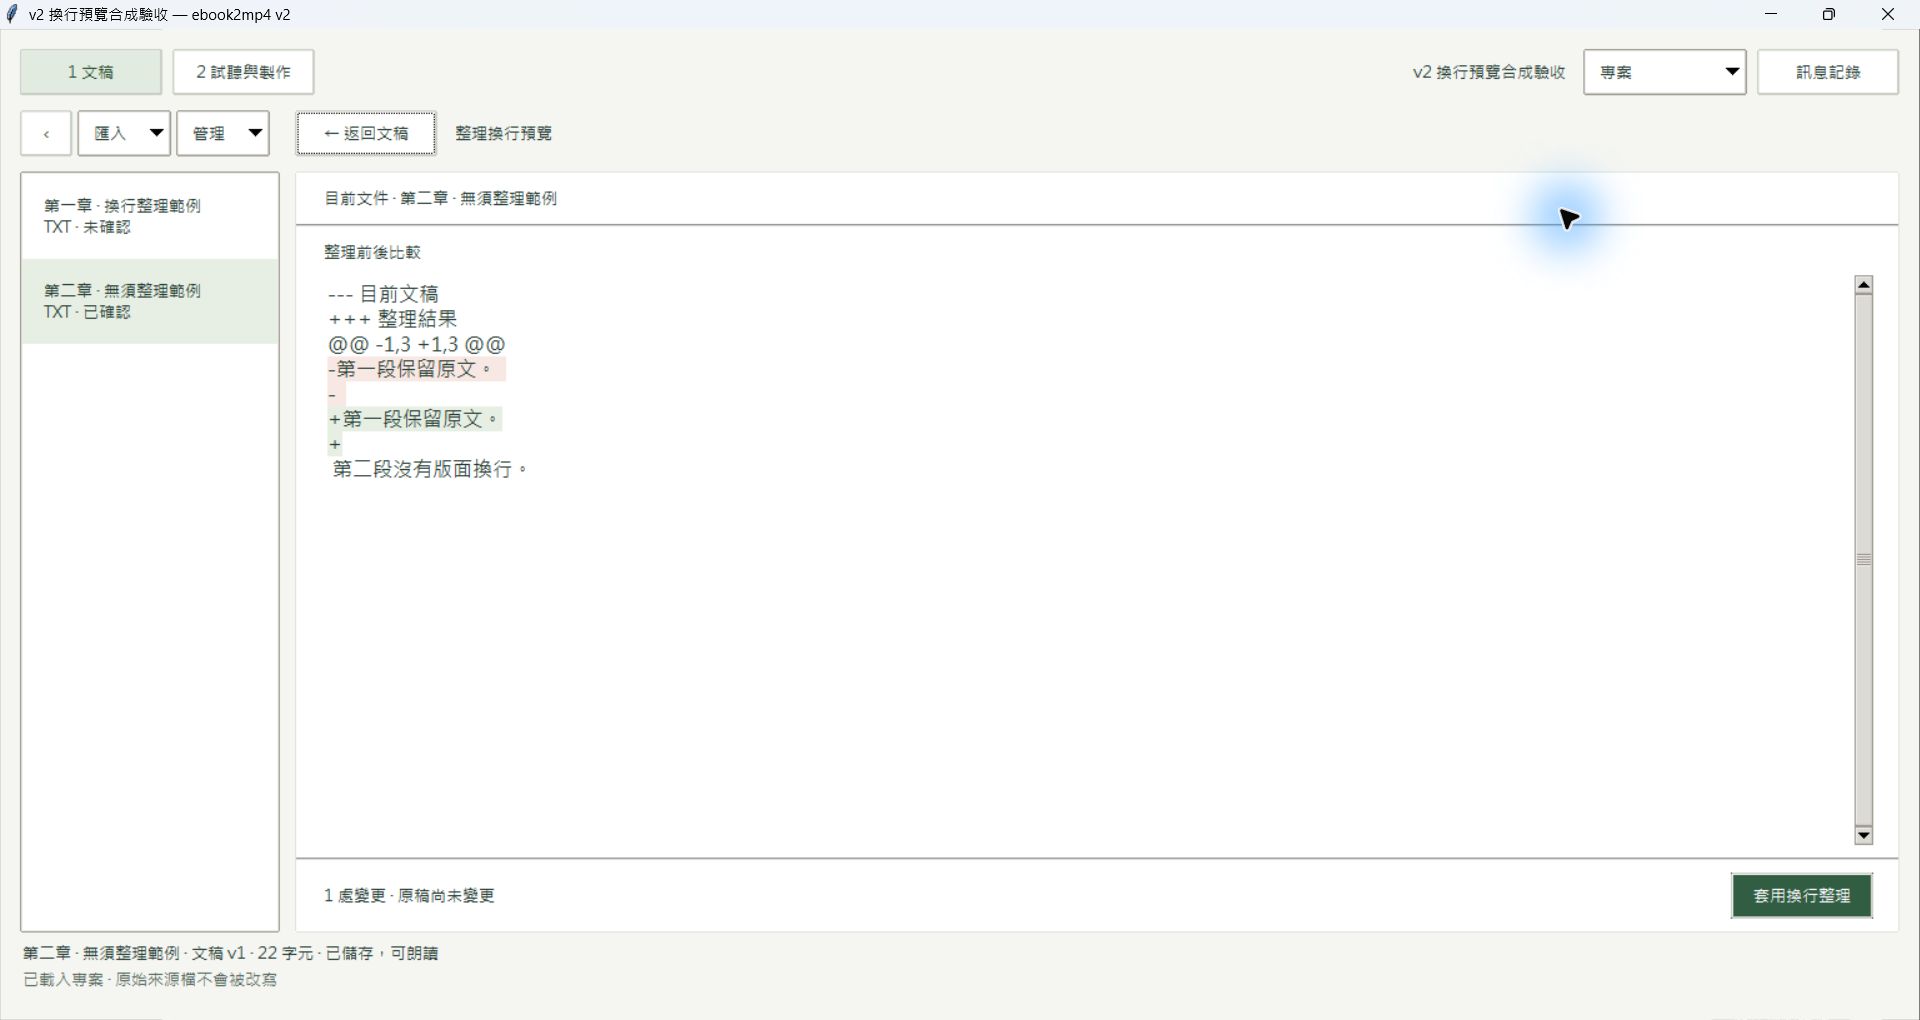 v2 換行預覽合成驗收 — ebook2mp4 v2
1 文稿
2 試聽與製作
v2 換行預覽合成驗收
專案
訊息記錄
‹
匯入
管理
← 返回文稿
整理換行預覽
第一章 · 換行整理範例
TXT · 未確認
第二章 · 無須整理範例
TXT · 已確認
目前文件 · 第二章 · 無須整理範例
整理前後比較
--- 目前文稿
+++ 整理結果
@@ -1,3 +1,3 @@
-第一段保留原文。
-
+第一段保留原文。
+
第二段沒有版面換行。
1 處變更 · 原稿尚未變更
套用換行整理
第二章 · 無須整理範例 · 文稿 v1 · 22 字元 · 已儲存，可朗讀
已載入專案 · 原始來源檔不會被改寫